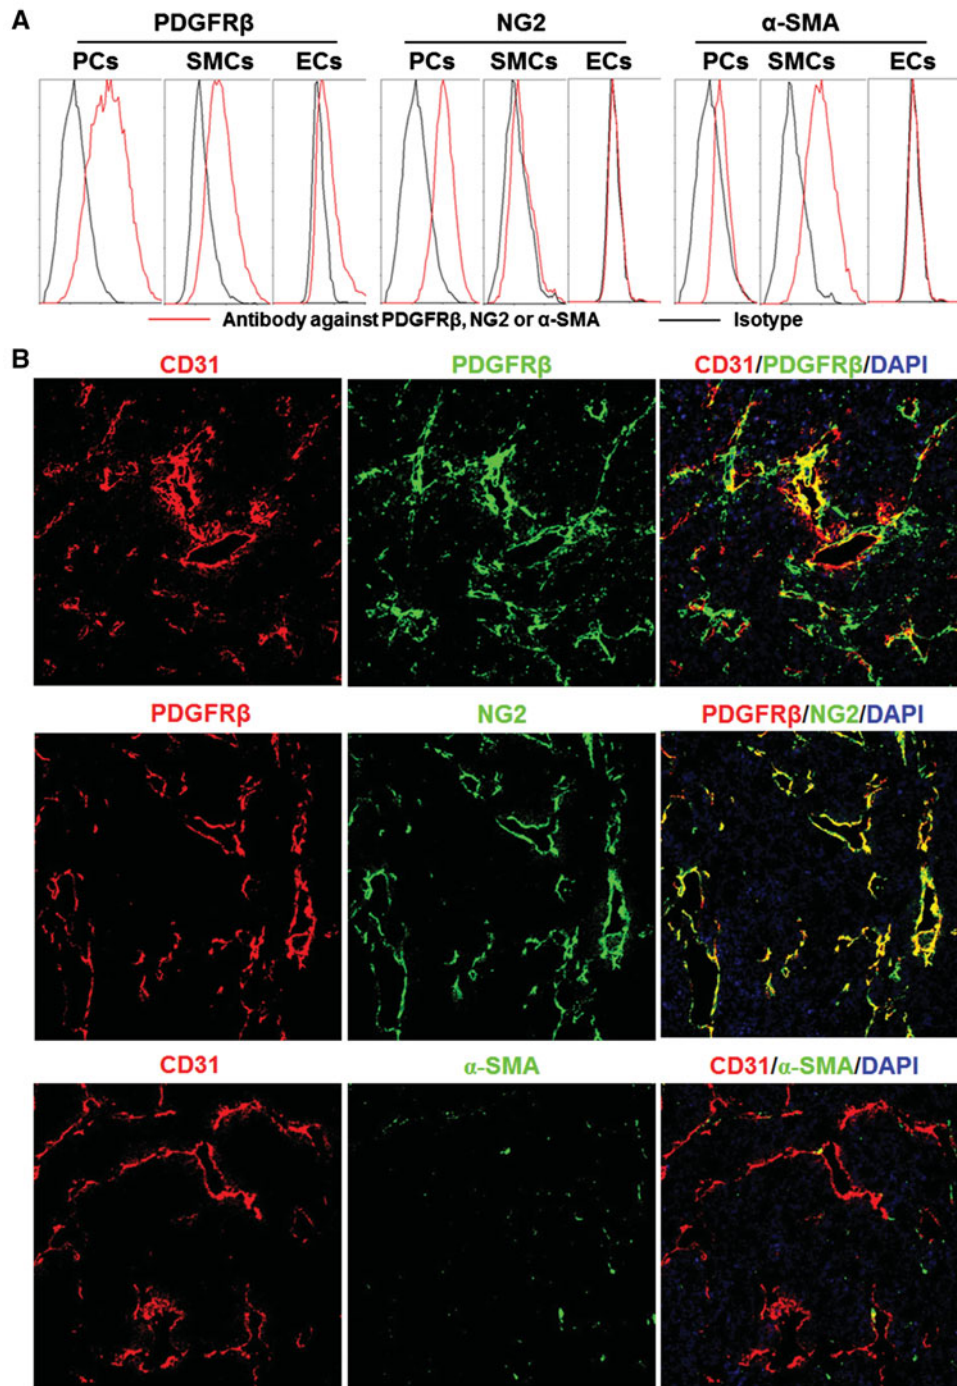 A
PDGFRβ NG2 α-SMA
PCs SMCs ECs PCs SMCs ECs PCs SMCs ECs
Antibody against PDGFRβ, NG2 or α-SMA Isotype
B
CD31 PDGFRβ CD31/PDGFRβ/DAPI
PDGFRβ NG2 PDGFRβ/NG2/DAPI
CD31 α-SMA CD31/α-SMA/DAPI